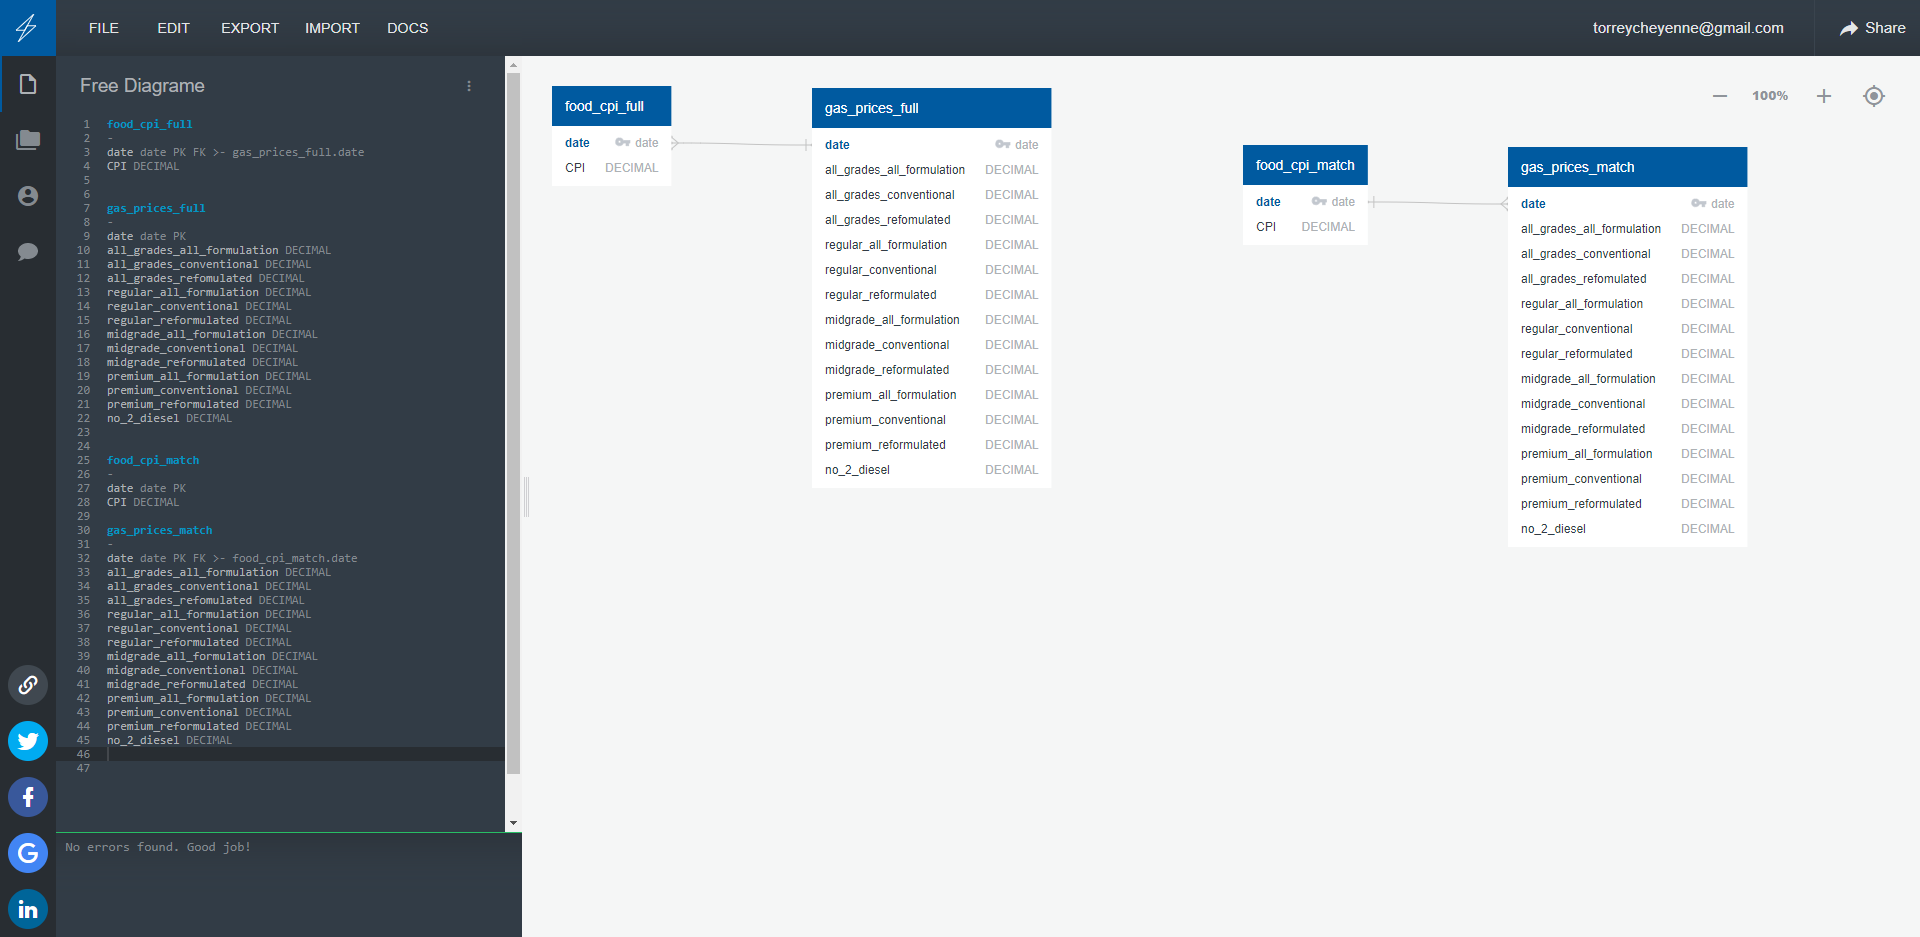 FILE EDIT EXPORT IMPORT DOCS torreycheyenne@gmail.com Share
Free Diagrame
1 food_cpi_full
2 -
3 date date PK FK >- gas_prices_full.date
4 CPI DECIMAL
5
6
7 gas_prices_full
8 -
9 date date PK
10 all_grades_all_formulation DECIMAL
11 all_grades_conventional DECIMAL
12 all_grades_refomulated DECIMAL
13 regular_all_formulation DECIMAL
14 regular_conventional DECIMAL
15 regular_reformulated DECIMAL
16 midgrade_all_formulation DECIMAL
17 midgrade_conventional DECIMAL
18 midgrade_reformulated DECIMAL
19 premium_all_formulation DECIMAL
20 premium_conventional DECIMAL
21 premium_reformulated DECIMAL
22 no_2_diesel DECIMAL
23
24
25 food_cpi_match
26 -
27 date date PK
28 CPI DECIMAL
29
30 gas_prices_match
31 -
32 date date PK FK >- food_cpi_match.date
33 all_grades_all_formulation DECIMAL
34 all_grades_conventional DECIMAL
35 all_grades_refomulated DECIMAL
36 regular_all_formulation DECIMAL
37 regular_conventional DECIMAL
38 regular_reformulated DECIMAL
39 midgrade_all_formulation DECIMAL
40 midgrade_conventional DECIMAL
41 midgrade_reformulated DECIMAL
42 premium_all_formulation DECIMAL
43 premium_conventional DECIMAL
44 premium_reformulated DECIMAL
45 no_2_diesel DECIMAL
46
47
No errors found. Good job!
food_cpi_full
date date
CPI DECIMAL
gas_prices_full
date date
all_grades_all_formulation DECIMAL
all_grades_conventional DECIMAL
all_grades_refomulated DECIMAL
regular_all_formulation DECIMAL
regular_conventional DECIMAL
regular_reformulated DECIMAL
midgrade_all_formulation DECIMAL
midgrade_conventional DECIMAL
midgrade_reformulated DECIMAL
premium_all_formulation DECIMAL
premium_conventional DECIMAL
premium_reformulated DECIMAL
no_2_diesel DECIMAL
100%
food_cpi_match
date date
CPI DECIMAL
gas_prices_match
date date
all_grades_all_formulation DECIMAL
all_grades_conventional DECIMAL
all_grades_refomulated DECIMAL
regular_all_formulation DECIMAL
regular_conventional DECIMAL
regular_reformulated DECIMAL
midgrade_all_formulation DECIMAL
midgrade_conventional DECIMAL
midgrade_reformulated DECIMAL
premium_all_formulation DECIMAL
premium_conventional DECIMAL
premium_reformulated DECIMAL
no_2_diesel DECIMAL